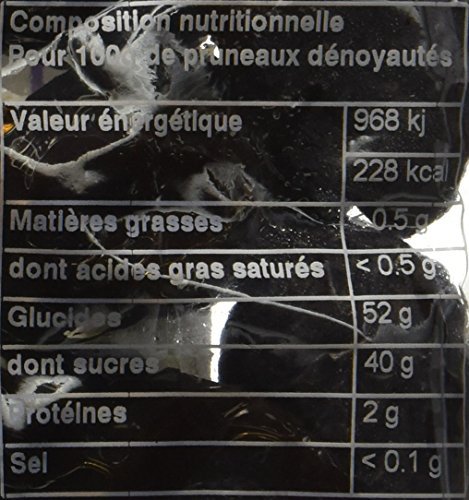 Composition nutritionnelle
Pour 100g de pruneaux dénoyautés
Valeur énergétique 968 kj
228 kcal
Matières grasses 0.5 g
dont acides gras saturés < 0.5 g
Glucides 52 g
dont sucres 40 g
Protéines 2 g
Sel < 0.1 g